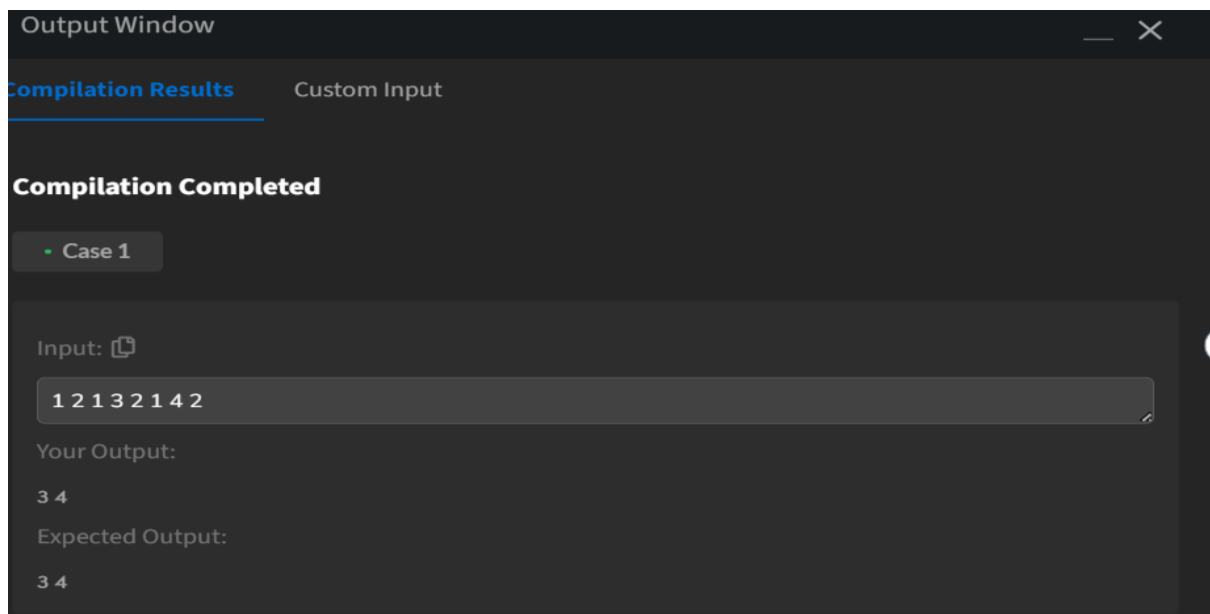 Output Window
Compilation Results
Custom Input
Compilation Completed
Case 1
Input:
1 2 1 3 2 1 4 2
Your Output:
3 4
Expected Output:
3 4